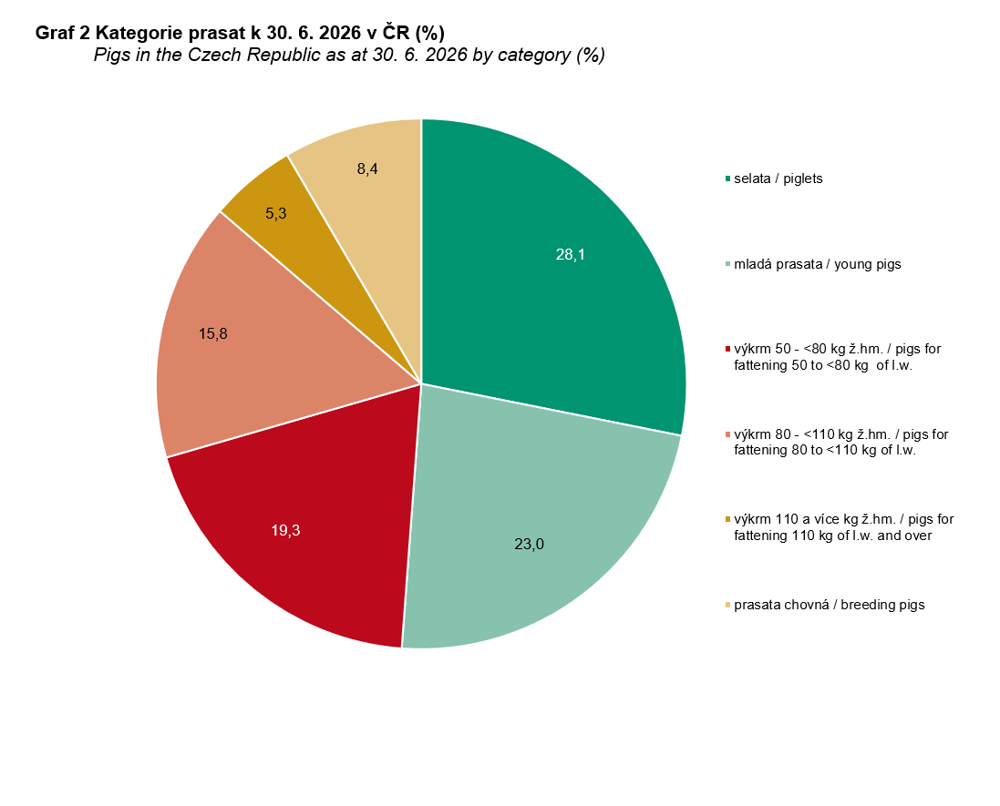 Graf 2 Kategorie prasat k 30. 6. 2026 v ČR (%)
Pigs in the Czech Republic as at 30. 6. 2026 by category (%)
8,4
5,3
28,1
15,8
19,3
23,0
selata / piglets
mladá prasata / young pigs
výkrm 50 - <80 kg ž.hm. / pigs for
fattening 50 to <80 kg  of l.w.
výkrm 80 - <110 kg ž.hm. / pigs for
fattening 80 to <110 kg of l.w.
výkrm 110 a více kg ž.hm. / pigs for
fattening 110 kg of l.w. and over
prasata chovná / breeding pigs